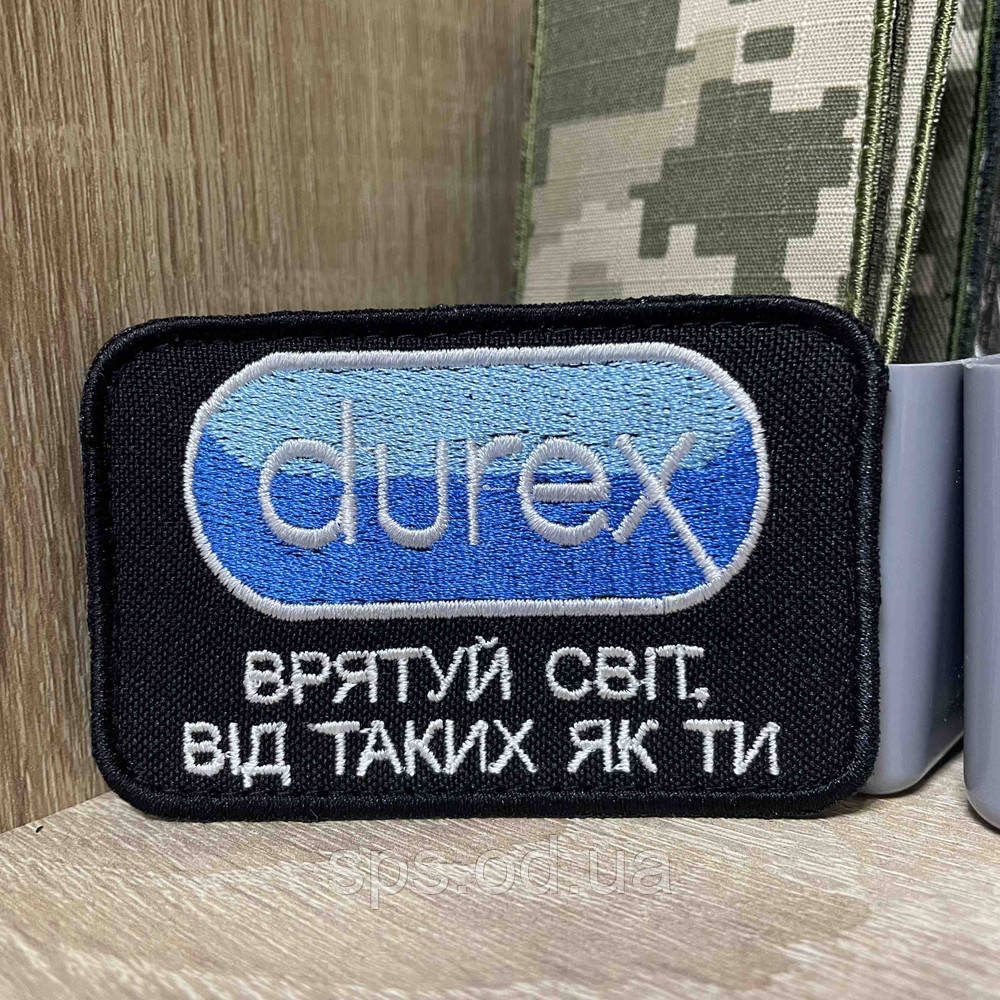 durex
ВРЯТУЙ СВІТ,
ВІД ТАКИХ ЯК ТИ
sps.od.ua